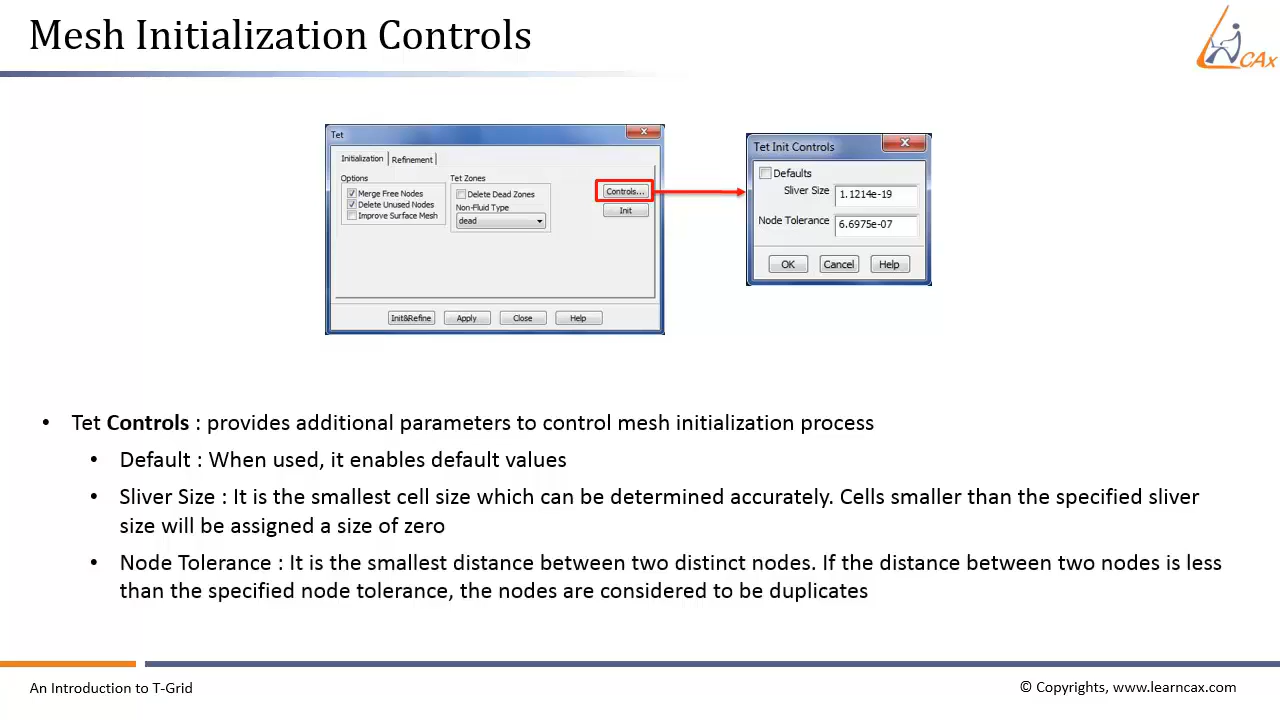 Mesh Initialization Controls
CAx
Tet
Initialization
Refinement
Options
Merge Free Nodes
Delete Unused Nodes
Improve Surface Mesh
Tet Zones
Delete Dead Zones
Non-Fluid Type
dead
Controls...
Init
Init&Refine
Apply
Close
Help
Tet Init Controls
Defaults
Sliver Size
1.1214e-19
Node Tolerance
6.6975e-07
OK
Cancel
Help
• Tet Controls : provides additional parameters to control mesh initialization process
• Default : When used, it enables default values
• Sliver Size : It is the smallest cell size which can be determined accurately. Cells smaller than the specified sliver
size will be assigned a size of zero
• Node Tolerance : It is the smallest distance between two distinct nodes. If the distance between two nodes is less
than the specified node tolerance, the nodes are considered to be duplicates
An Introduction to T-Grid
© Copyrights, www.learncax.com